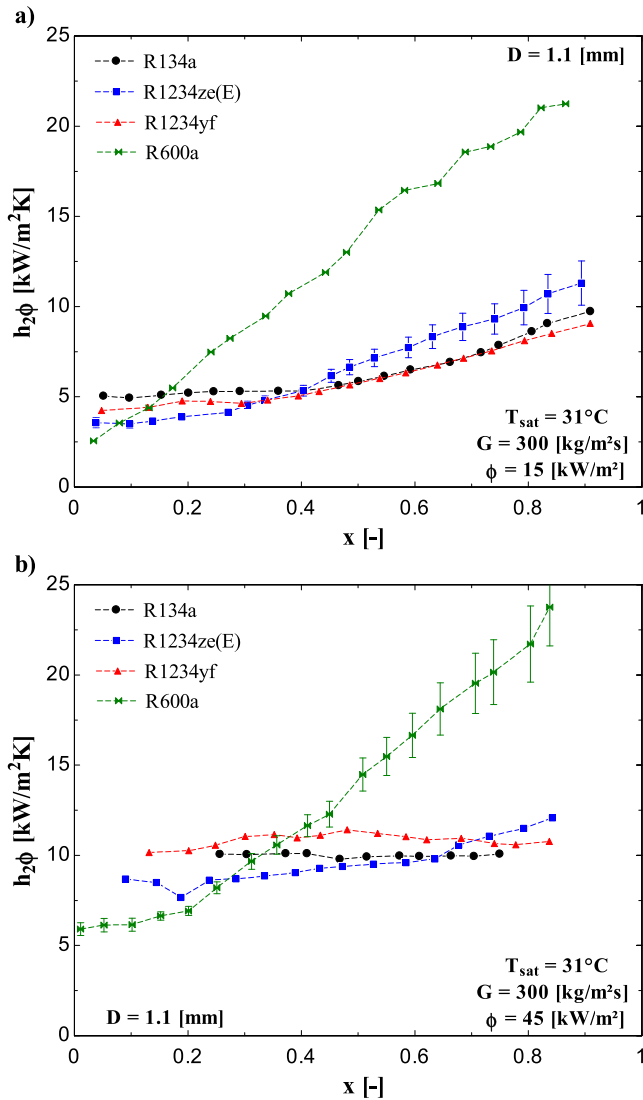 a)
25
20
15
10
5
0
h2ϕ [kW/m²K]
R134a
R1234ze(E)
R1234yf
R600a
D = 1.1 [mm]
Tsat = 31°C
G = 300 [kg/m²s]
ϕ = 15 [kW/m²]
0 0.2 0.4 0.6 0.8 1
x [-]
b)
25
20
15
10
5
0
h2ϕ [kW/m²K]
R134a
R1234ze(E)
R1234yf
R600a
Tsat = 31°C
G = 300 [kg/m²s]
D = 1.1 [mm]
ϕ = 45 [kW/m²]
0 0.2 0.4 0.6 0.8 1
x [-]